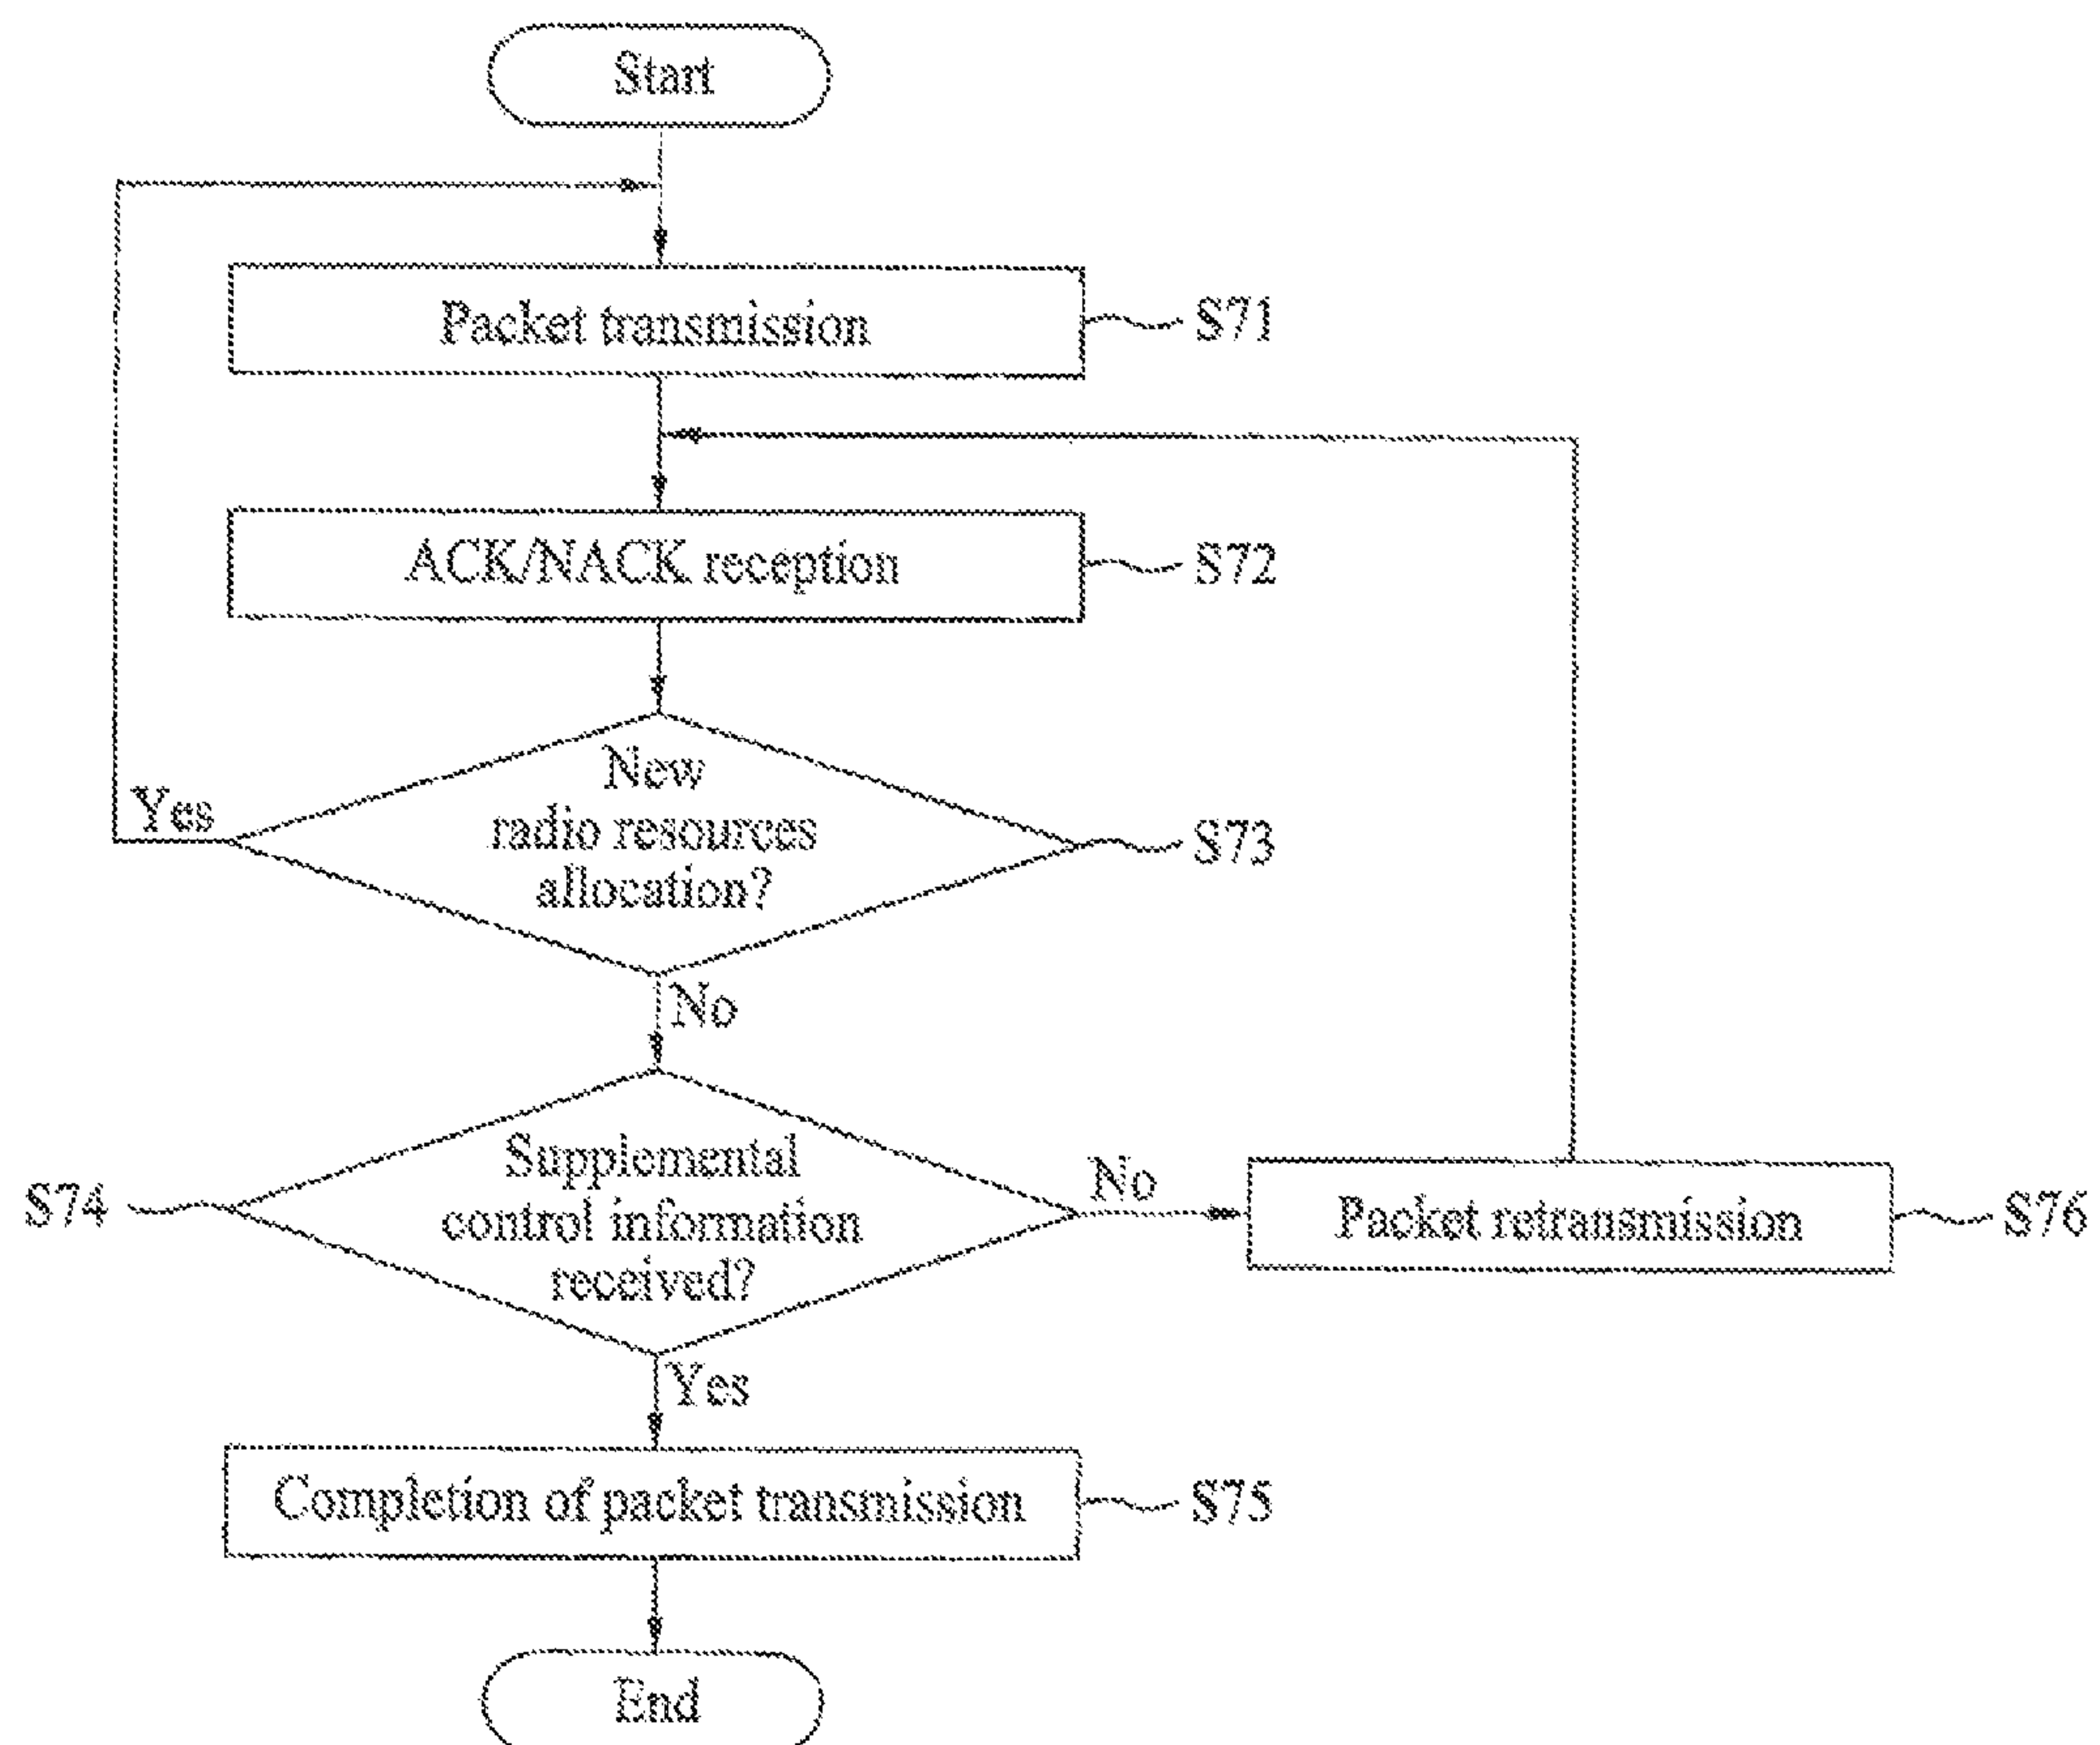 Start
Packet transmission
S71
ACK/NACK reception
S72
New
radio resources
allocation?
S73
Yes
No
Supplemental
control information
received?
S74
No
Packet retransmission
S76
Yes
Completion of packet transmission
S75
End